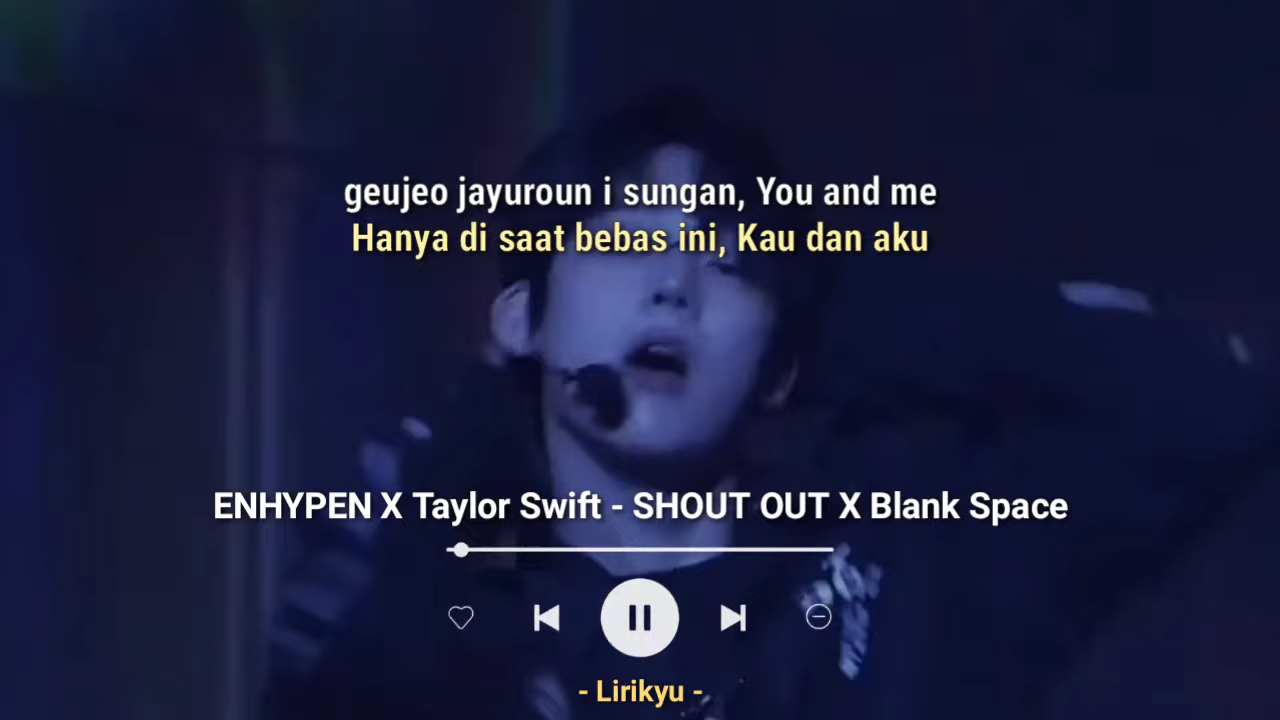 geujeo jayuroun i sungan, You and me
Hanya di saat bebas ini, Kau dan aku
ENHYPEN X Taylor Swift - SHOUT OUT X Blank Space
- Lirikyu -